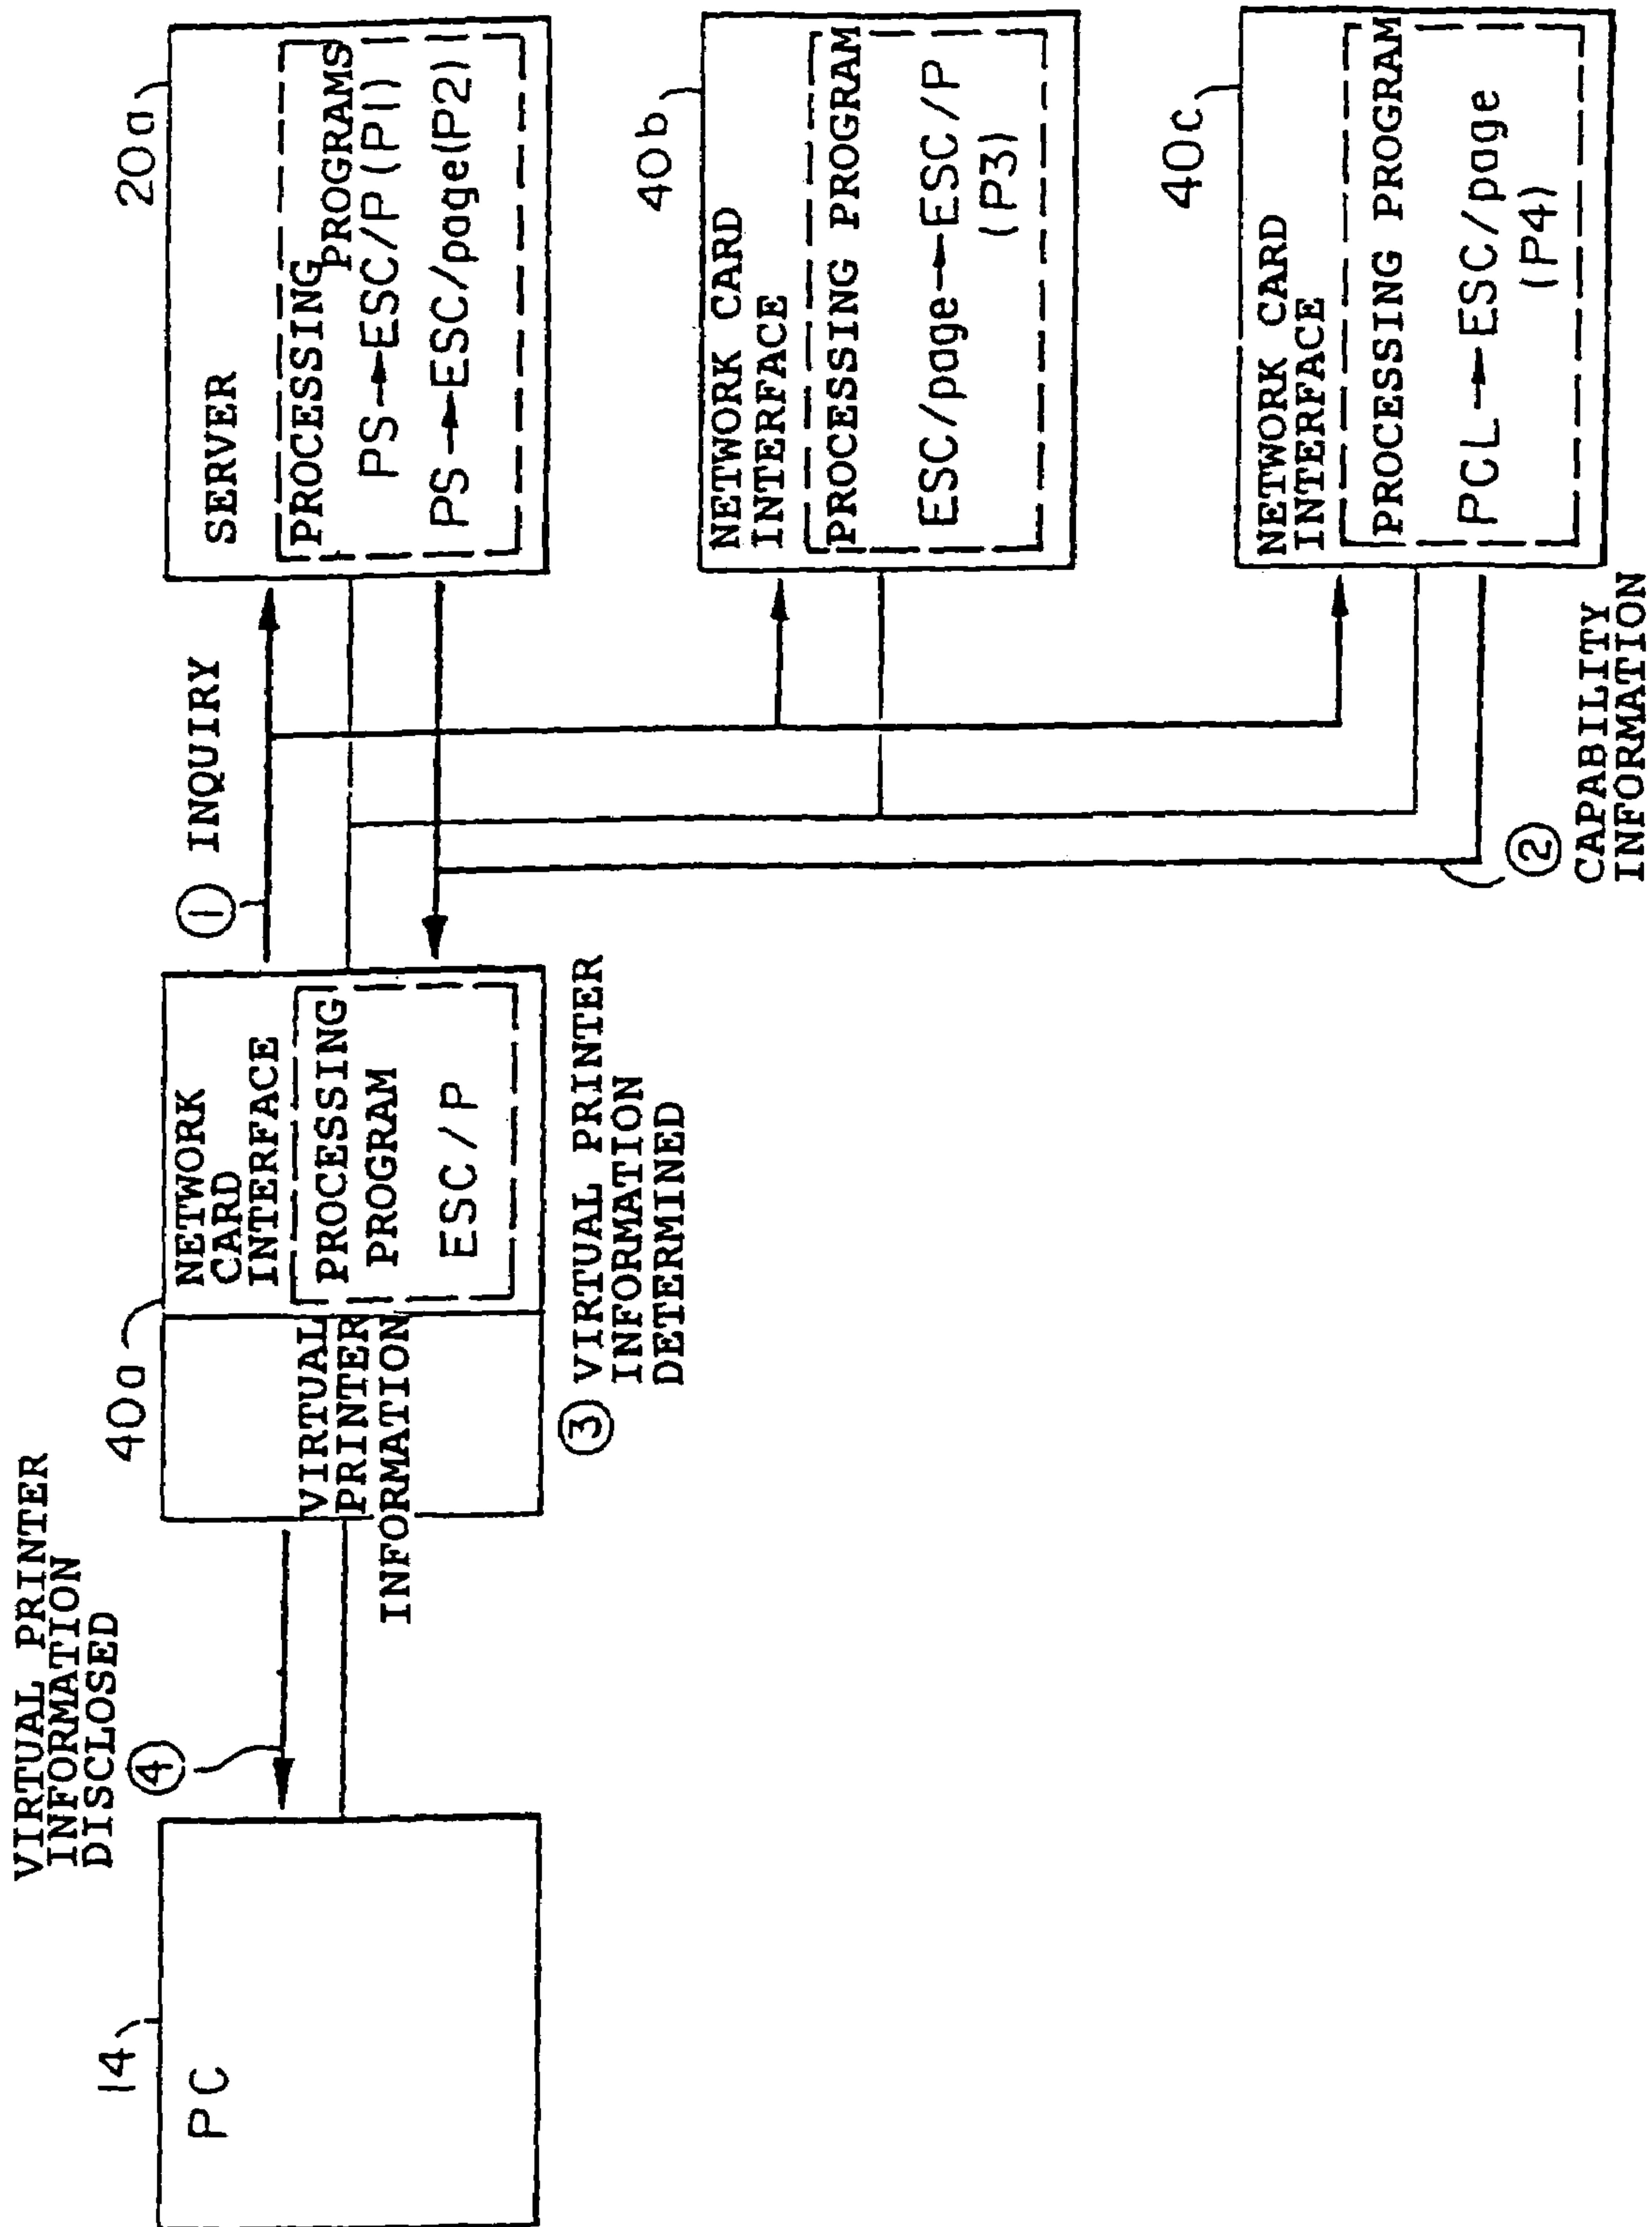 14
PC
VIRTUAL PRINTER
INFORMATION
DISCLOSED
④
40a
VIRTUAL
PRINTER
INFORMATION
NETWORK
CARD
INTERFACE
PROCESSING
PROGRAM
ESC/P
③ VIRTUAL PRINTER
INFORMATION
DETERMINED
① INQUIRY
② CAPABILITY
INFORMATION
20a
SERVER
PROCESSING
PROGRAMS
PS→ESC/P(P1)
PS→ESC/page(P2)
40b
NETWORK CARD
INTERFACE
PROCESSING PROGRAM
ESC/page→ESC/P
(P3)
40c
NETWORK CARD
INTERFACE
PROCESSING PROGRAM
PCL→ESC/page
(P4)